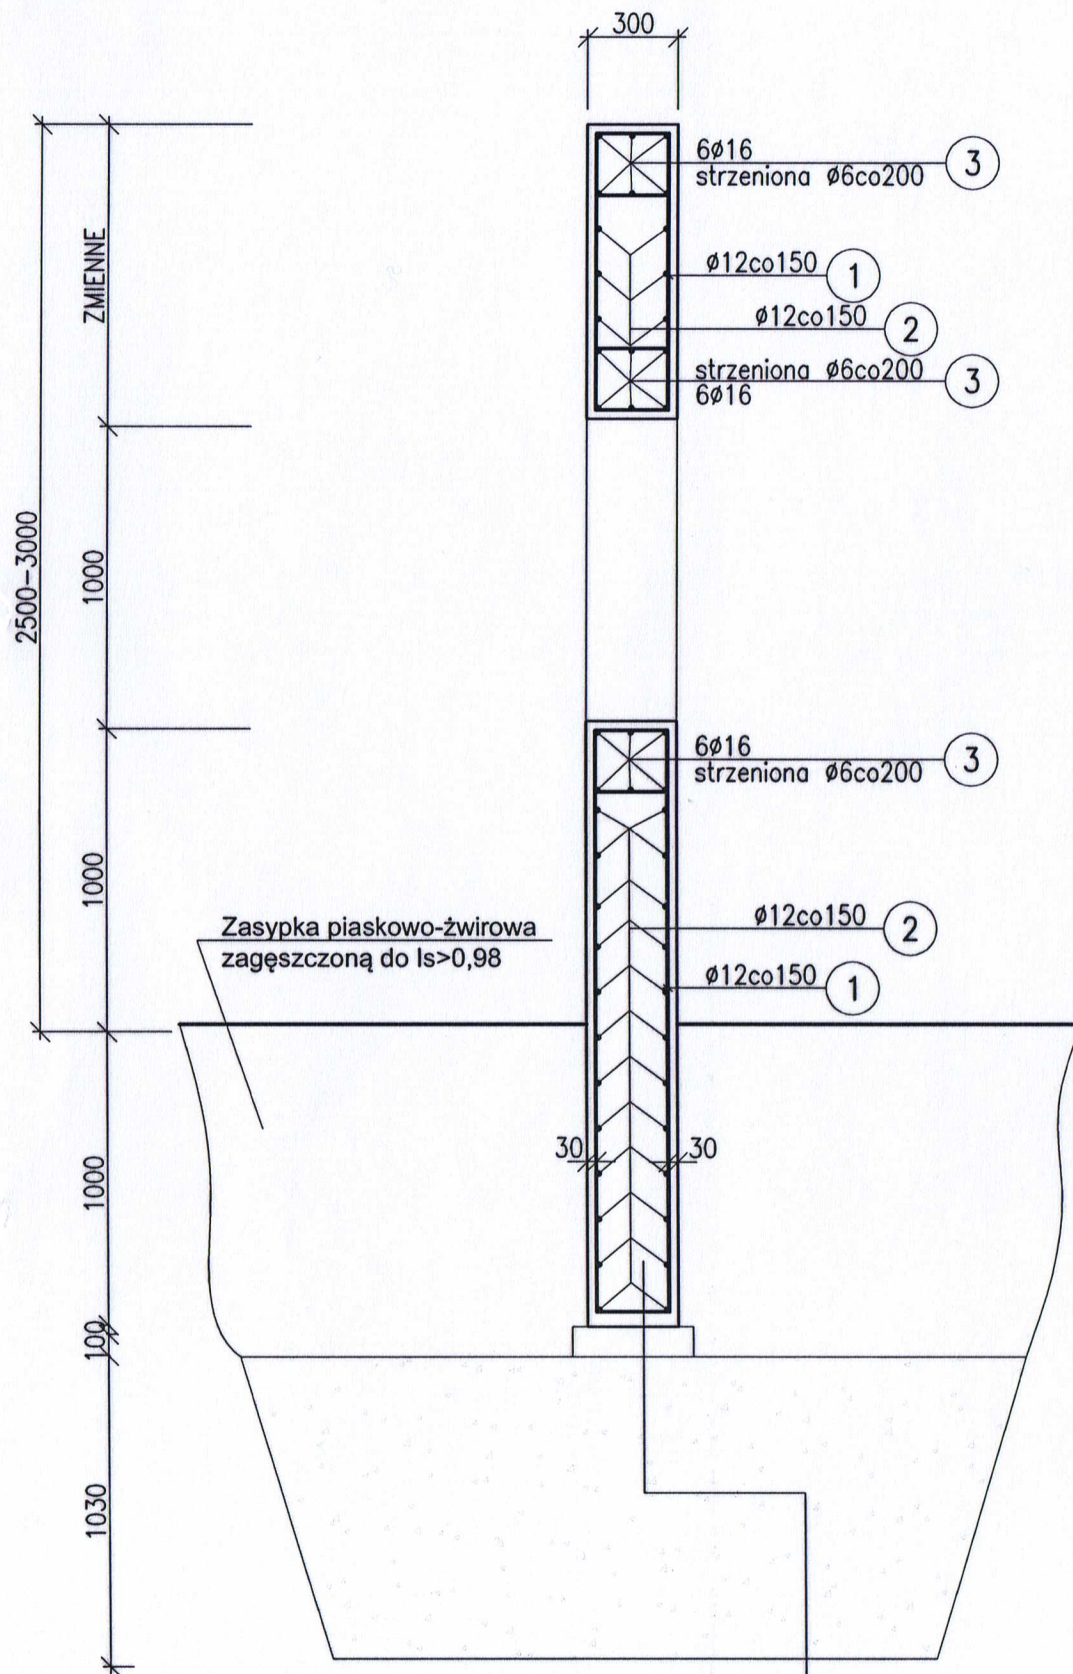 300
6ø16
strzeniona ø6co200
3
ø12co150
1
ø12co150
2
strzeniona ø6co200
6ø16
3
ZMIENNE
2500-3000
1000
6ø16
strzeniona ø6co200
3
1000
ø12co150
2
Zasypka piaskowo-żwirowa
zagęszczoną do Is>0,98
ø12co150
1
30
30
1000
100
1030